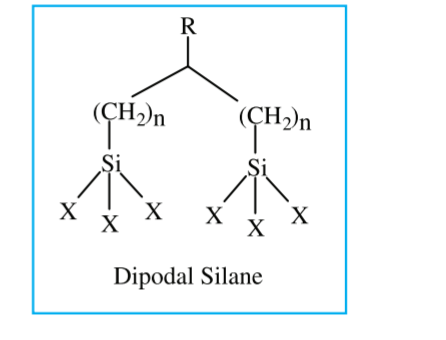 R
(CH₂)n (CH₂)n
Si Si
X X X X X X
Dipodal Silane